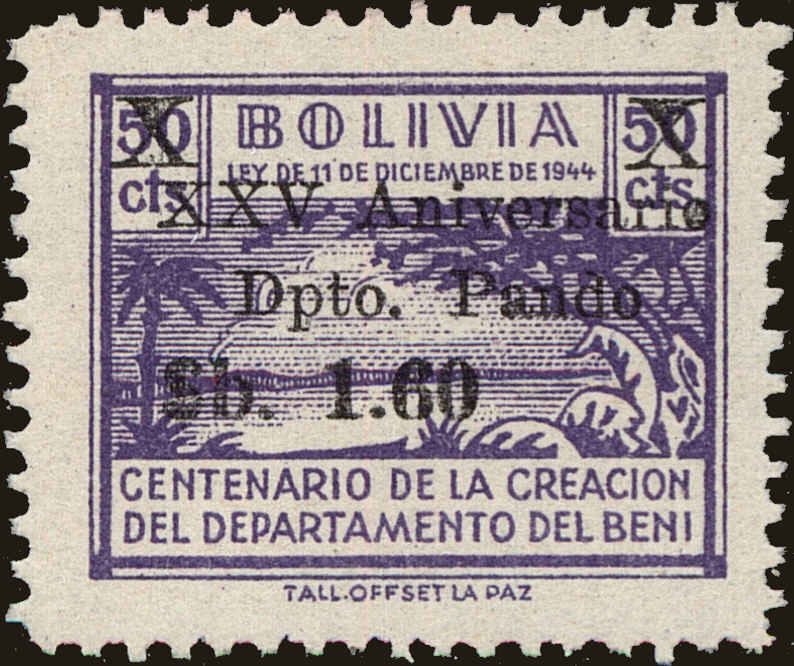 50 cts BOLIVIA 50 cts
X X
LEY DE 11 DE DICIEMBRE DE 1944
XXV Aniversario
Dpto. Pando
$b. 1.60
CENTENARIO DE LA CREACION
DEL DEPARTAMENTO DEL BENI
TALL.OFFSET LA PAZ